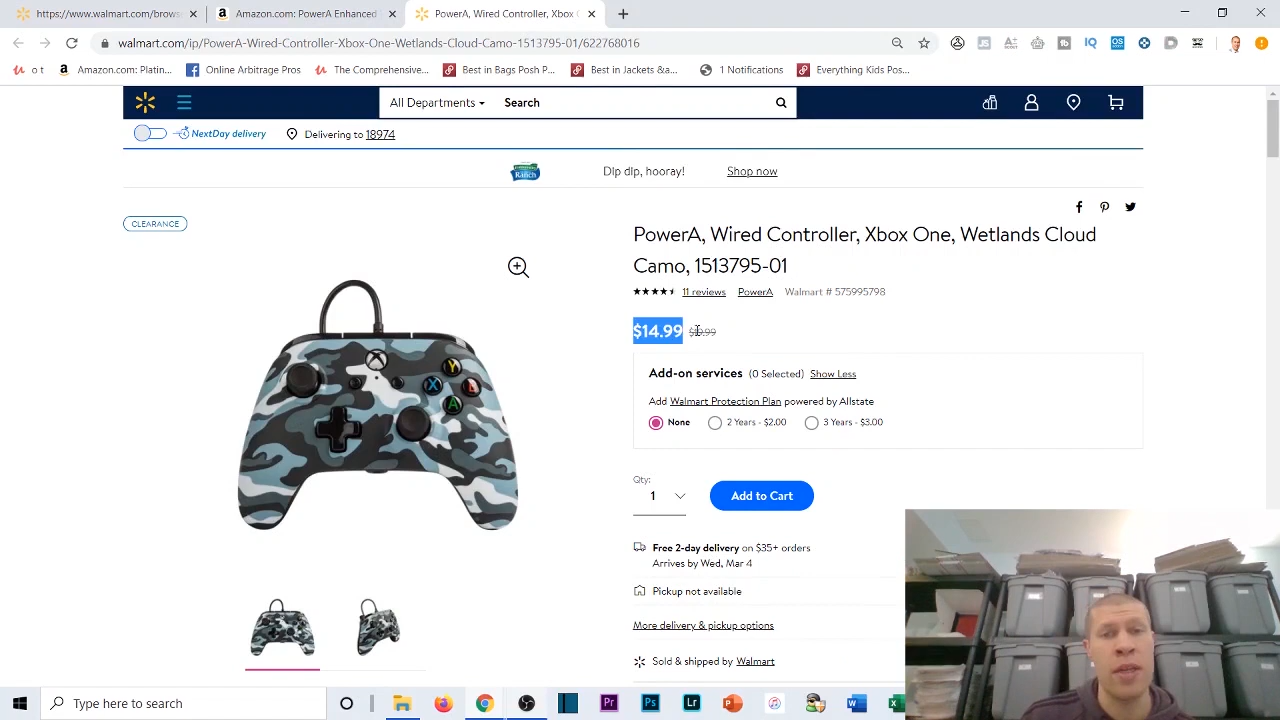 https://www.walmart.com/brows
Amazon.com: PowerA Enhanced
PowerA, Wired Controller, Xbox
walmart.com/ip/PowerA-Wired-Controller-Xbox-One-Wetlands-Cloud-Camo-1513795-01/622768016
o t
Amazon.com: Platin...
Online Arbitrage Pros
The Comprehensive...
Best in Bags Posh P...
Best in Jackets &a...
1 Notifications
Everything Kids Pos...
All Departments
Search
NextDay delivery
Delivering to 18974
Ranch
Dip dip, hooray!
Shop now
CLEARANCE
PowerA, Wired Controller, Xbox One, Wetlands Cloud
Camo, 1513795-01
11 reviews
PowerA
Walmart # 575995798
$14.99
Add-on services (0 Selected) Show Less
Add Walmart Protection Plan powered by Allstate
None
2 Years - $2.00
3 Years - $3.00
Qty:
1
Add to Cart
Free 2-day delivery on $35+ orders
Arrives by Wed, Mar 4
Pickup not available
More delivery & pickup options
Sold & shipped by Walmart
Type here to search